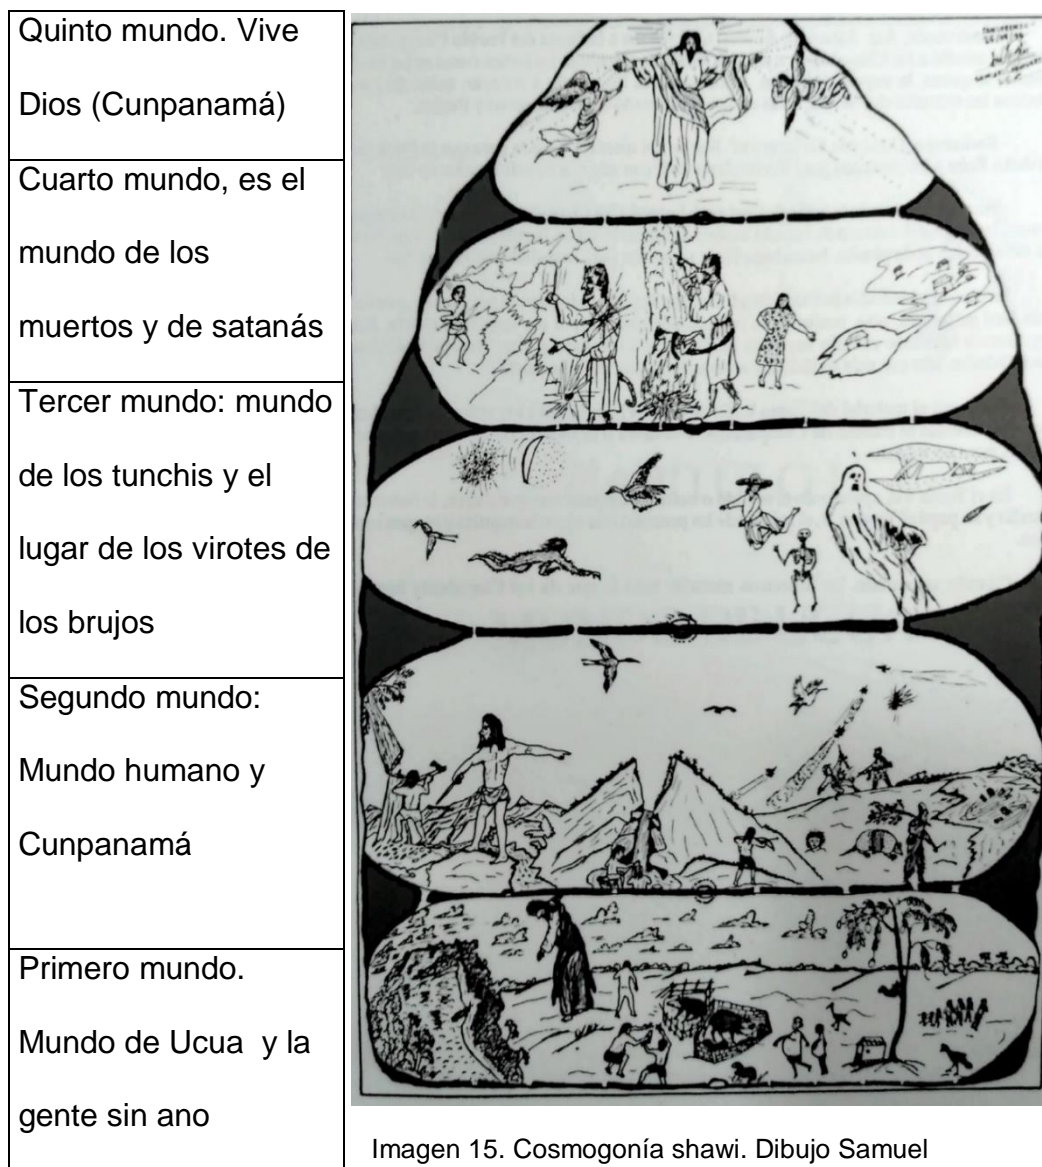 Quinto mundo. Vive
Dios (Cunpanamá)
Cuarto mundo, es el
mundo de los
muertos y de satanás
Tercer mundo: mundo
de los tunchis y el
lugar de los virotes de
los brujos
Segundo mundo:
Mundo humano y
Cunpanamá
Primero mundo.
Mundo de Ucua  y la
gente sin ano
Imagen 15. Cosmogonía shawi. Dibujo Samuel